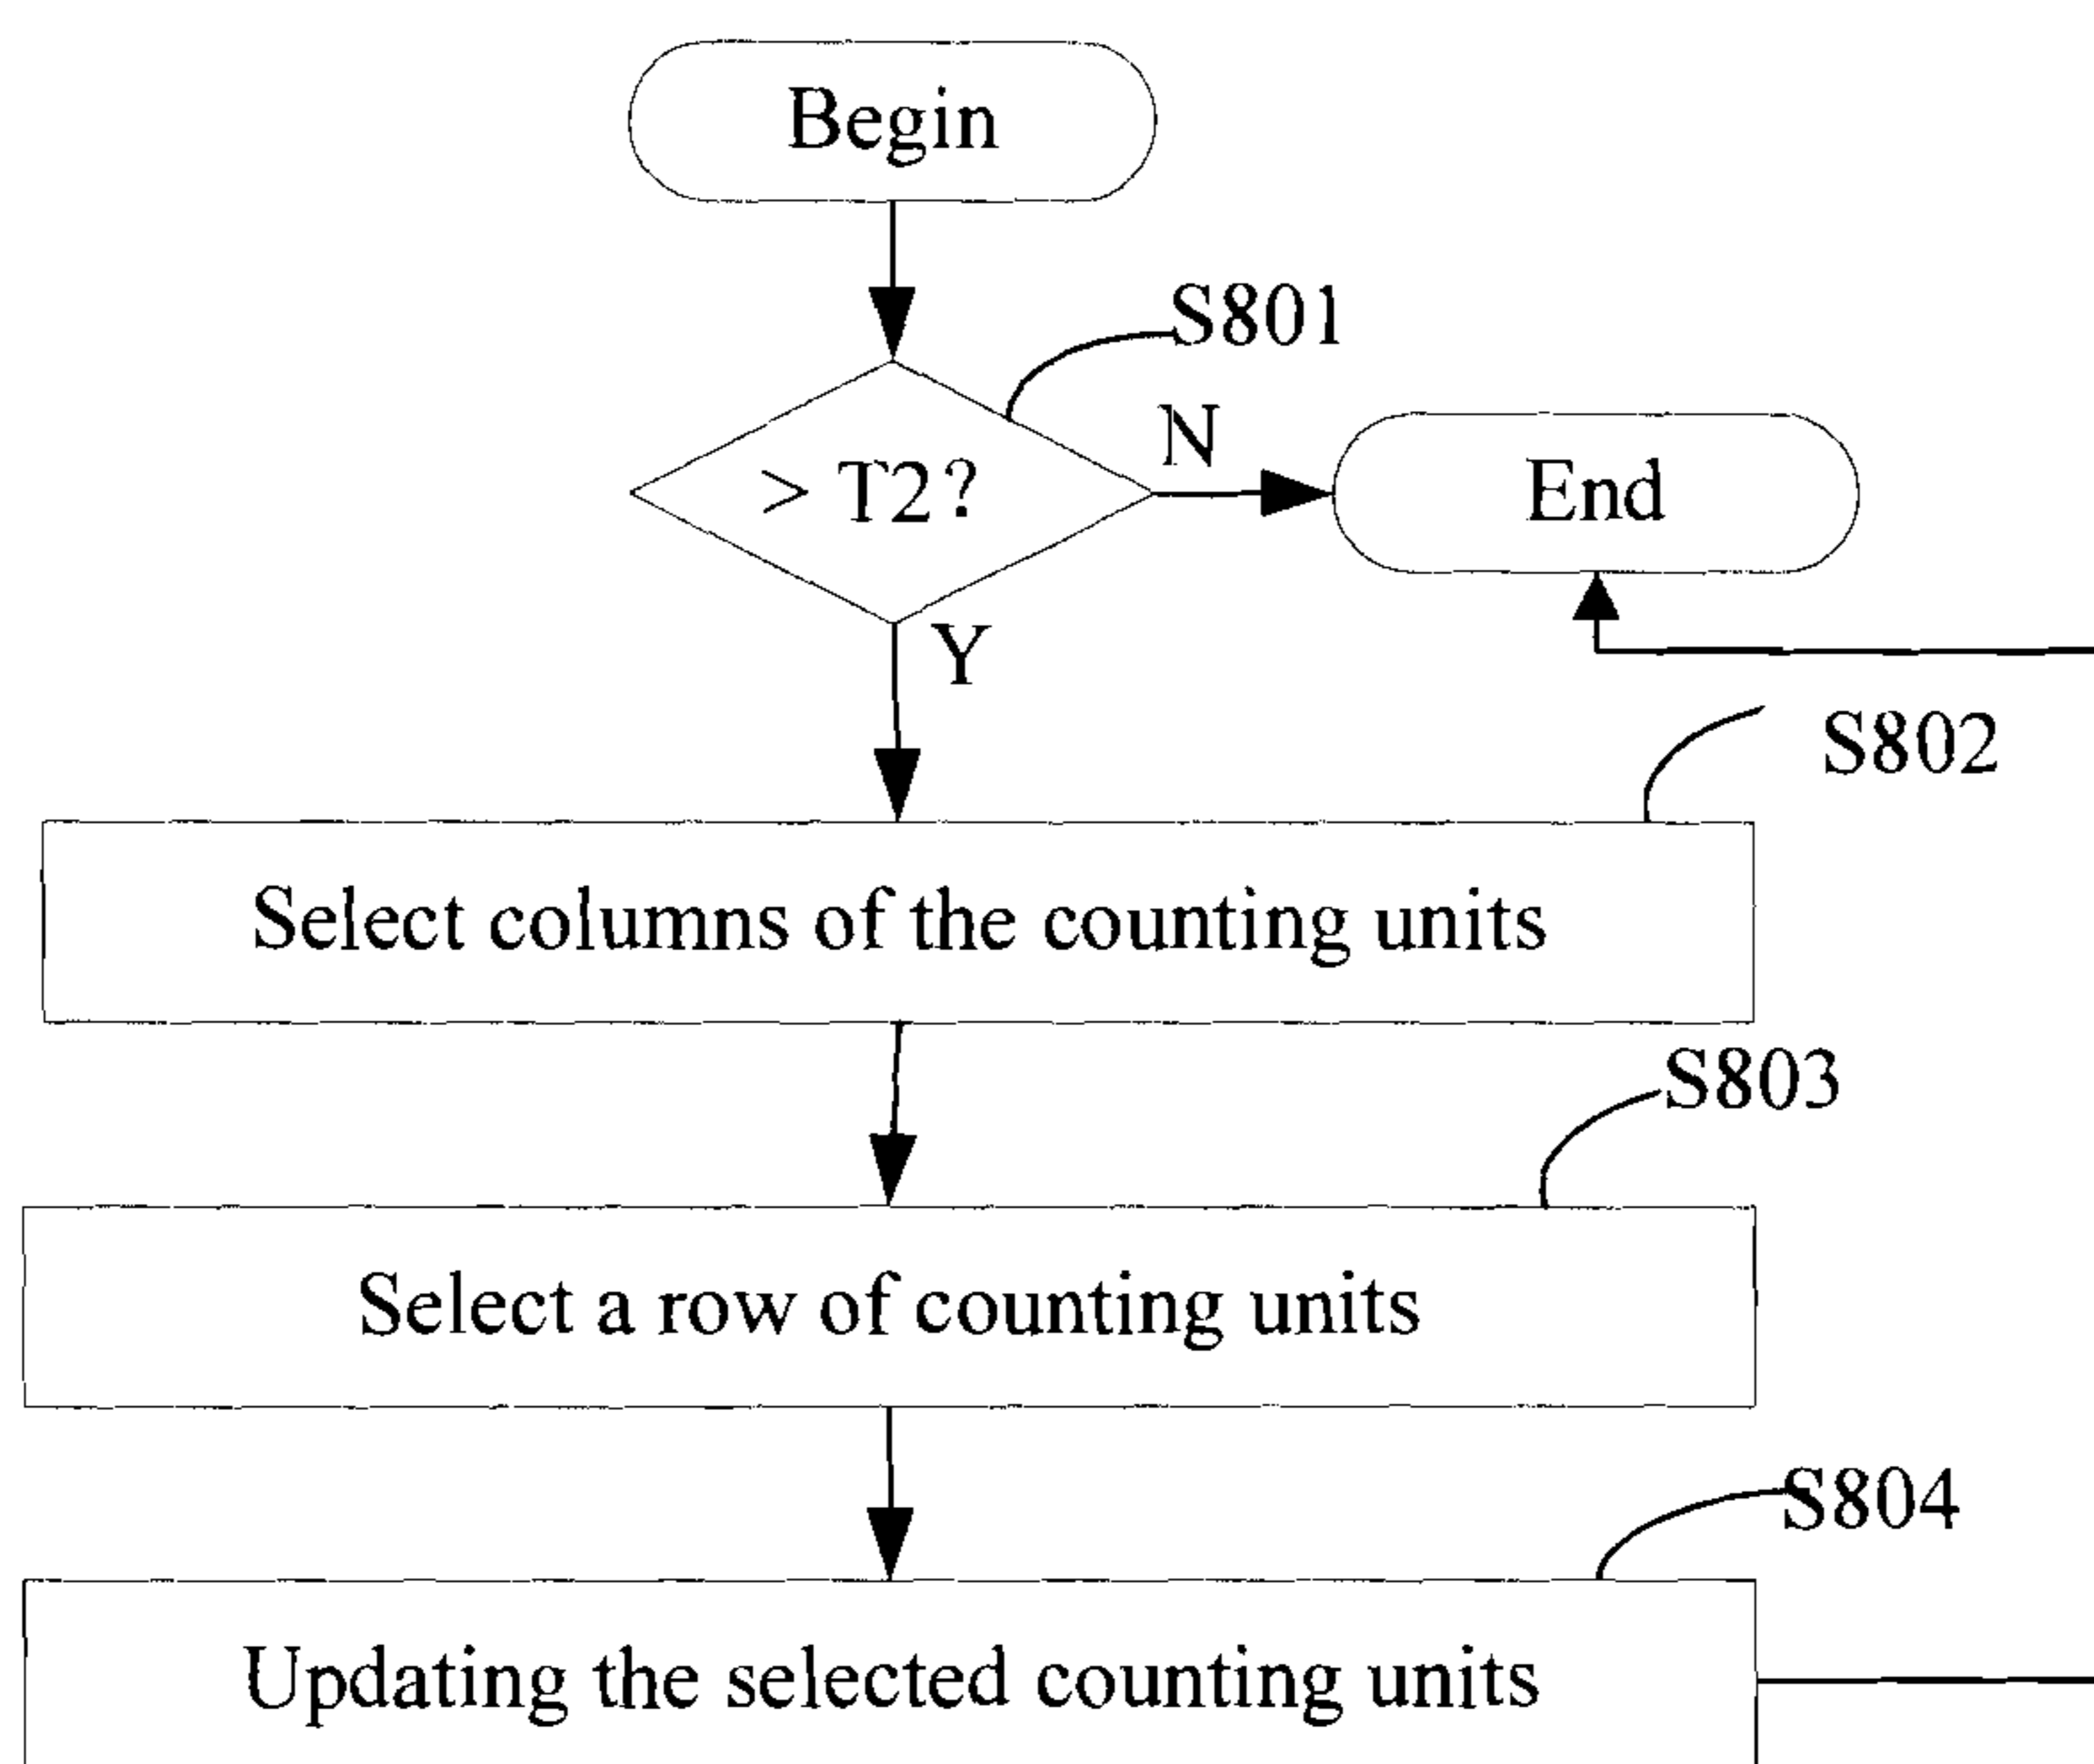 Begin
S801
> T2?
N
End
Y
S802
Select columns of the counting units
S803
Select a row of counting units
S804
Updating the selected counting units